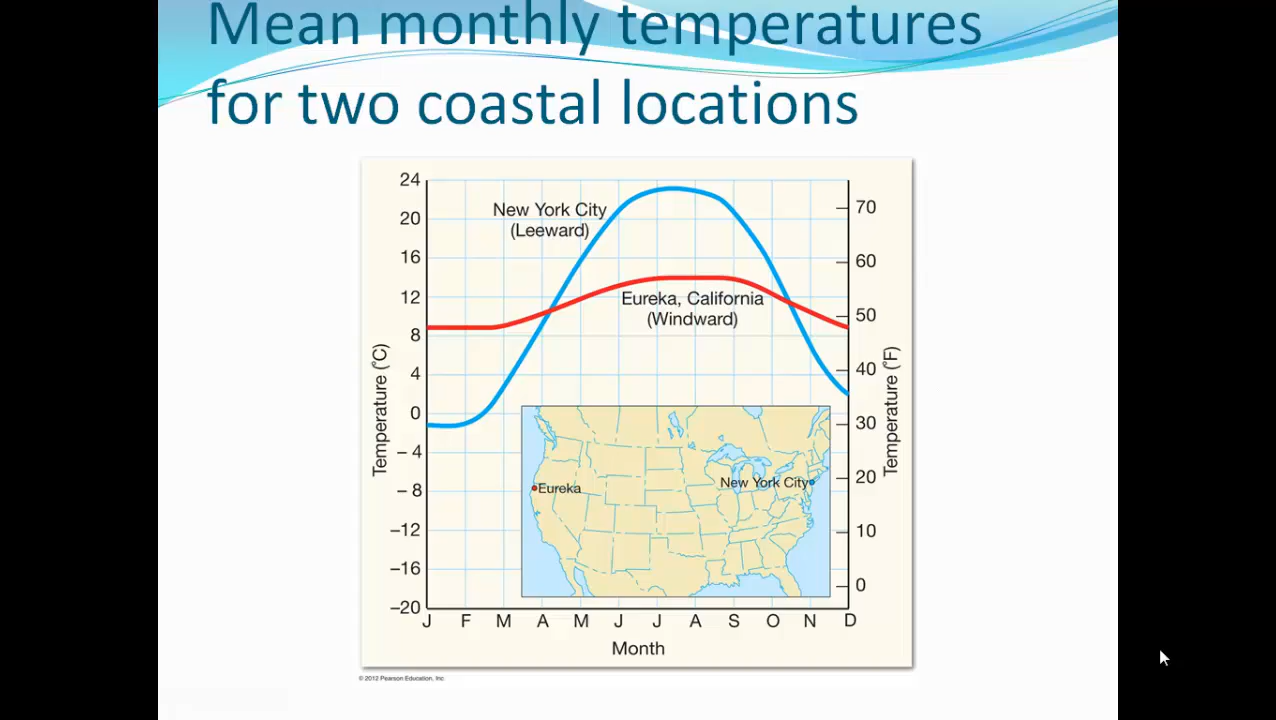 Mean monthly temperatures
for two coastal locations
24
20
16
12
8
4
0
– 4
– 8
–12
–16
–20
Temperature (°C)
New York City
(Leeward)
Eureka, California
(Windward)
Eureka
New York City
70
60
50
40
30
20
10
0
Temperature (°F)
J F M A M J J A S O N D
Month
© 2012 Pearson Education, Inc